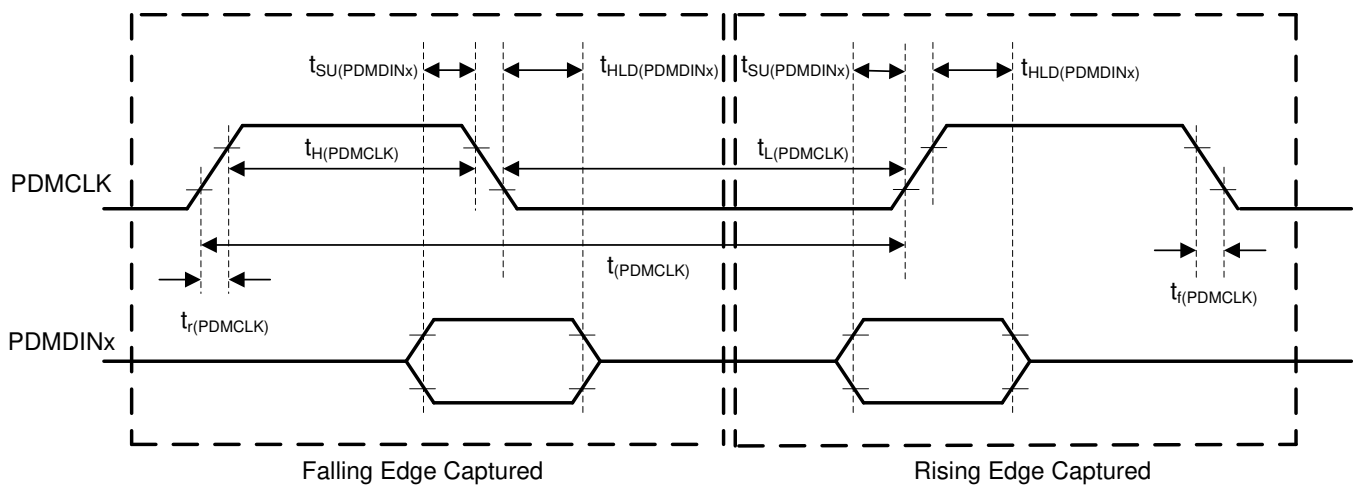 tSU(PDMDINx)
tHLD(PDMDINx)
tSU(PDMDINx)
tHLD(PDMDINx)
tH(PDMCLK)
tL(PDMCLK)
PDMCLK
t(PDMCLK)
tr(PDMCLK)
tf(PDMCLK)
PDMDINx
Falling Edge Captured
Rising Edge Captured